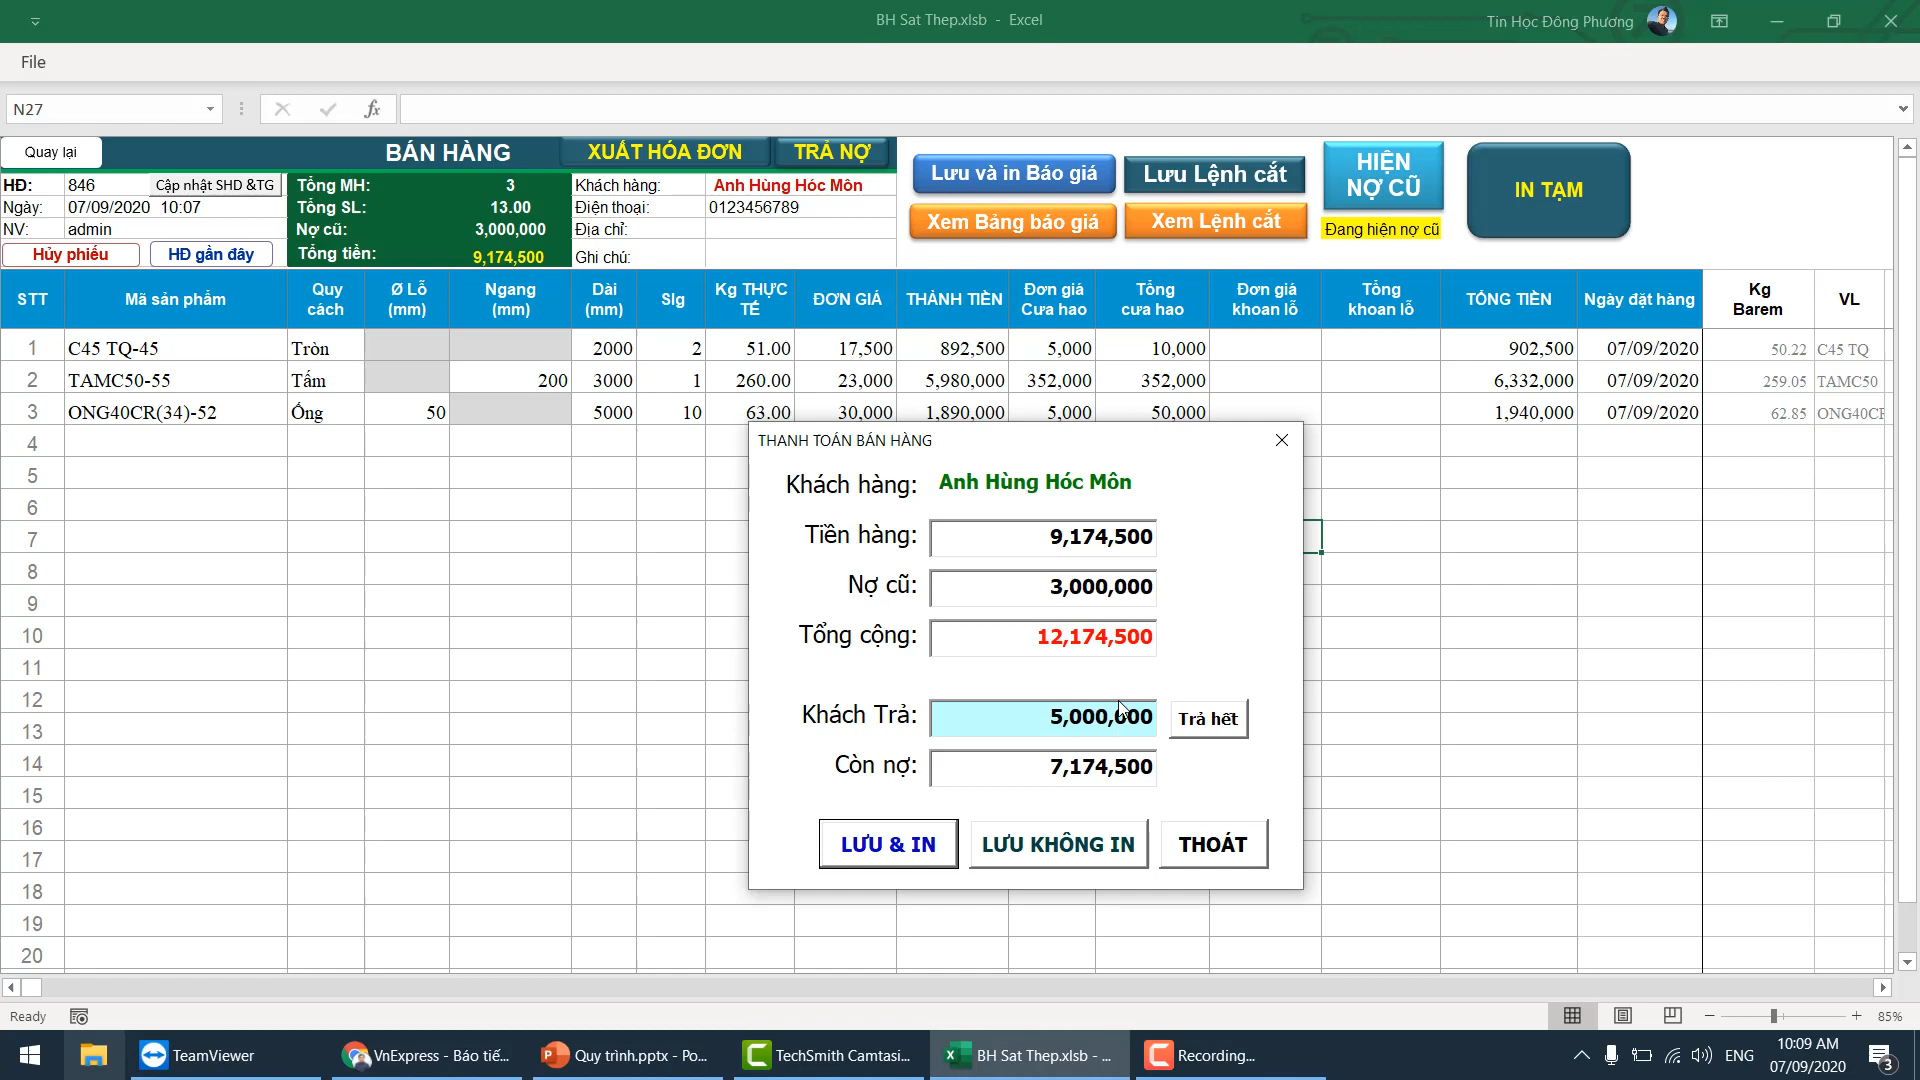 BH Sat Thep.xlsb - Excel
Tin Học Đông Phương
File
N27
fx
Quay lại
BÁN HÀNG
XUẤT HÓA ĐƠN
TRẢ NỢ
HĐ: 846 Cập nhật SHD &TG
Ngày: 07/09/2020 10:07
NV: admin
Hủy phiếu HĐ gần đây
Tổng MH: 3
Tổng SL: 13.00
Nợ cũ: 3,000,000
Tổng tiền: 9,174,500
Khách hàng: Anh Hùng Hóc Môn
Điện thoại: 0123456789
Địa chỉ:
Ghi chú:
Lưu và in Báo giá
Lưu Lệnh cắt
Xem Bảng báo giá
Xem Lệnh cắt
HIỆN
NỢ CŨ
Đang hiện nợ cũ
IN TẠM
STT Mã sản phẩm Quy cách Ø Lỗ (mm) Ngang (mm) Dài (mm) Slg Kg THỰC TẾ ĐƠN GIÁ THÀNH TIỀN Đơn giá Cưa hao Tổng cưa hao Đơn giá khoan lỗ Tổng khoan lỗ TỔNG TIỀN Ngày đặt hàng Kg Barem VL
1 C45 TQ-45 Tròn 2000 2 51.00 17,500 892,500 5,000 10,000 902,500 07/09/2020 50.22 C45 TQ
2 TAMC50-55 Tấm 200 3000 1 260.00 23,000 5,980,000 352,000 352,000 6,332,000 07/09/2020 259.05 TAMC50
3 ONG40CR(34)-52 Ống 50 5000 10 63.00 30,000 1,890,000 5,000 50,000 1,940,000 07/09/2020 62.85 ONG40CR
4
5
6
7
8
9
10
11
12
13
14
15
16
17
18
19
20
THANH TOÁN BÁN HÀNG
Khách hàng: Anh Hùng Hóc Môn
Tiền hàng: 9,174,500
Nợ cũ: 3,000,000
Tổng cộng: 12,174,500
Khách Trả: 5,000,000 Trả hết
Còn nợ: 7,174,500
LƯU & IN LƯU KHÔNG IN THOÁT
Ready
85%
TeamViewer
VnExpress - Báo tiế...
Quy trình.pptx - Po...
TechSmith Camtasi...
BH Sat Thep.xlsb - ...
Recording...
ENG
10:09 AM
07/09/2020
3